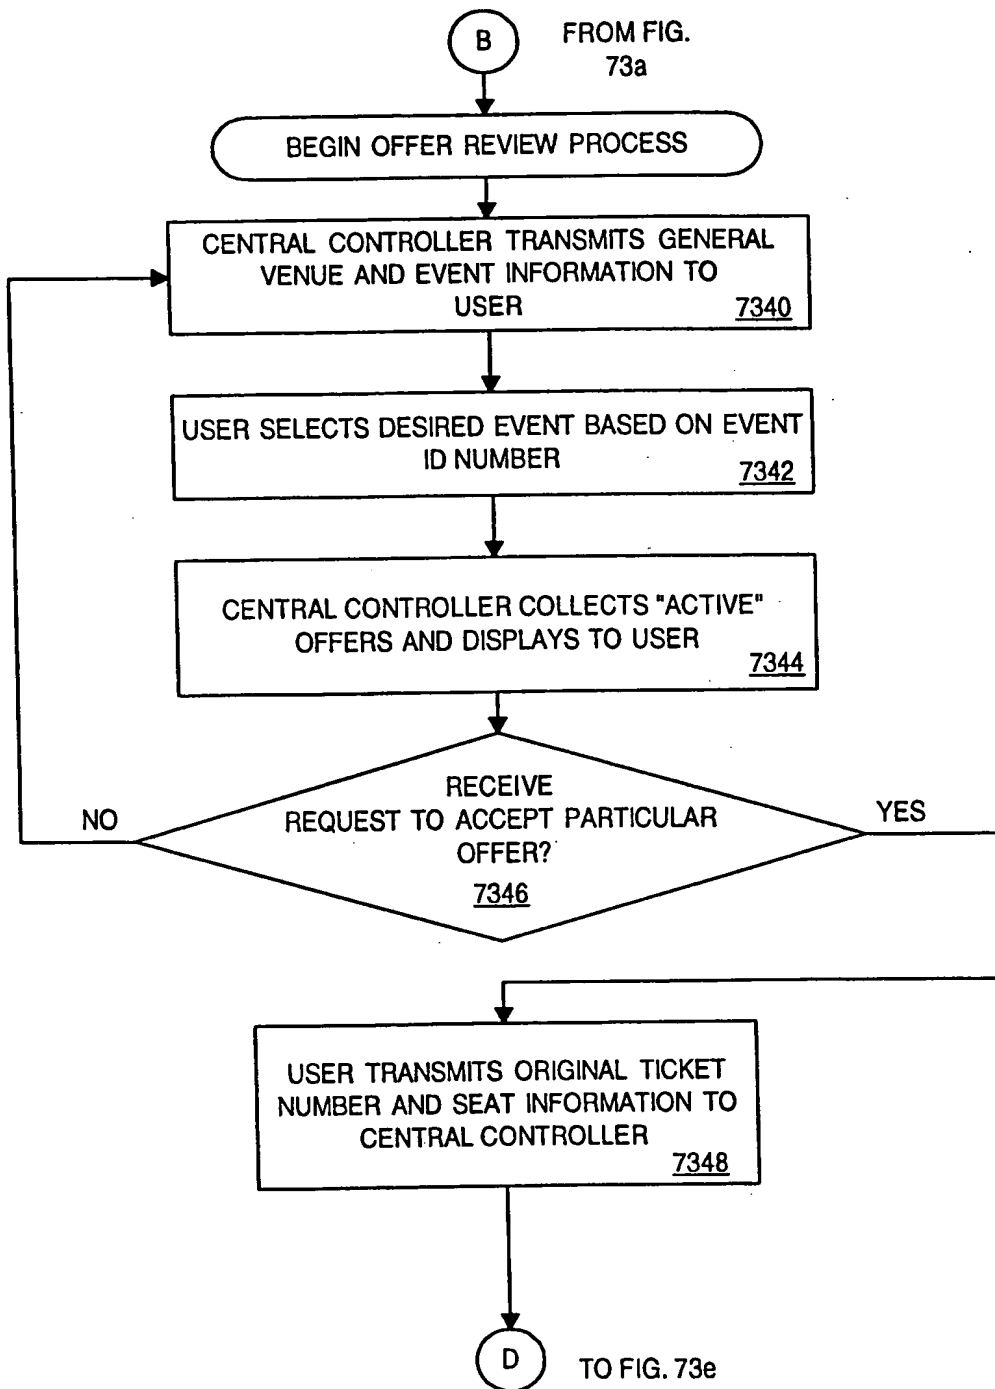 B
FROM FIG.
73a
BEGIN OFFER REVIEW PROCESS
CENTRAL CONTROLLER TRANSMITS GENERAL
VENUE AND EVENT INFORMATION TO
USER
7340
USER SELECTS DESIRED EVENT BASED ON EVENT
ID NUMBER
7342
CENTRAL CONTROLLER COLLECTS "ACTIVE"
OFFERS AND DISPLAYS TO USER
7344
RECEIVE
REQUEST TO ACCEPT PARTICULAR
OFFER?
7346
NO
YES
USER TRANSMITS ORIGINAL TICKET
NUMBER AND SEAT INFORMATION TO
CENTRAL CONTROLLER
7348
D
TO FIG. 73e